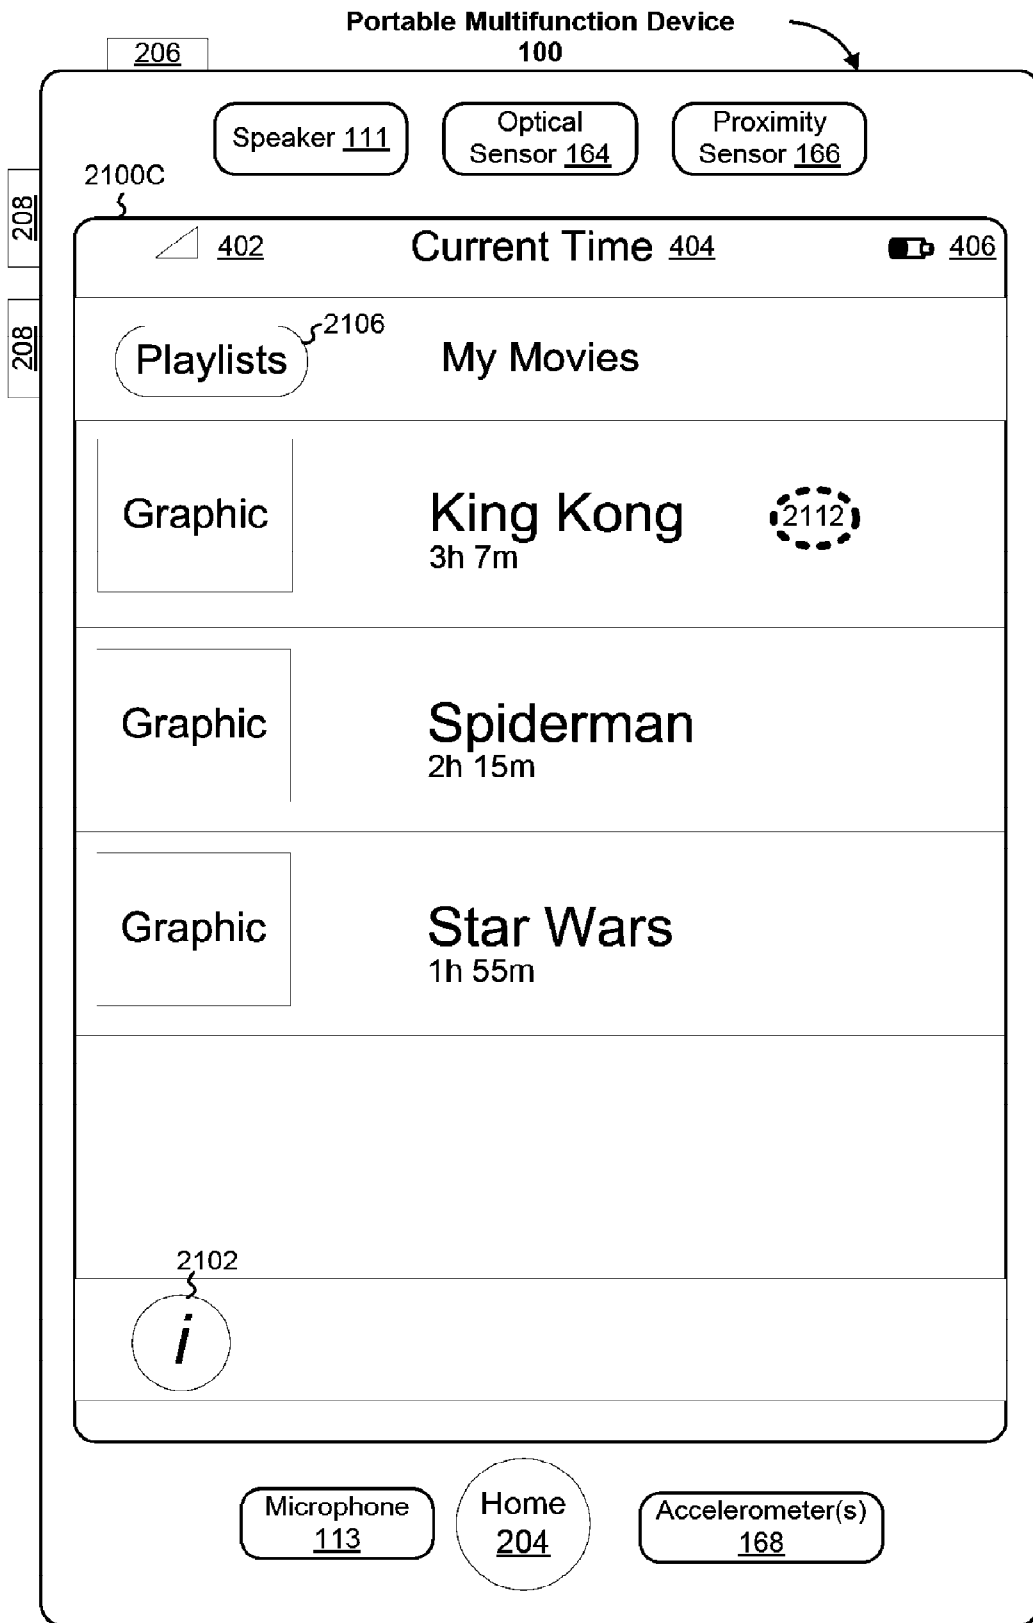 Portable Multifunction Device
100
206
Speaker 111
Optical
Sensor 164
Proximity
Sensor 166
2100C
208
402
Current Time 404
406
208
Playlists
2106
My Movies
Graphic
King Kong
3h 7m
2112
Graphic
Spiderman
2h 15m
Graphic
Star Wars
1h 55m
2102
i
Microphone
113
Home
204
Accelerometer(s)
168